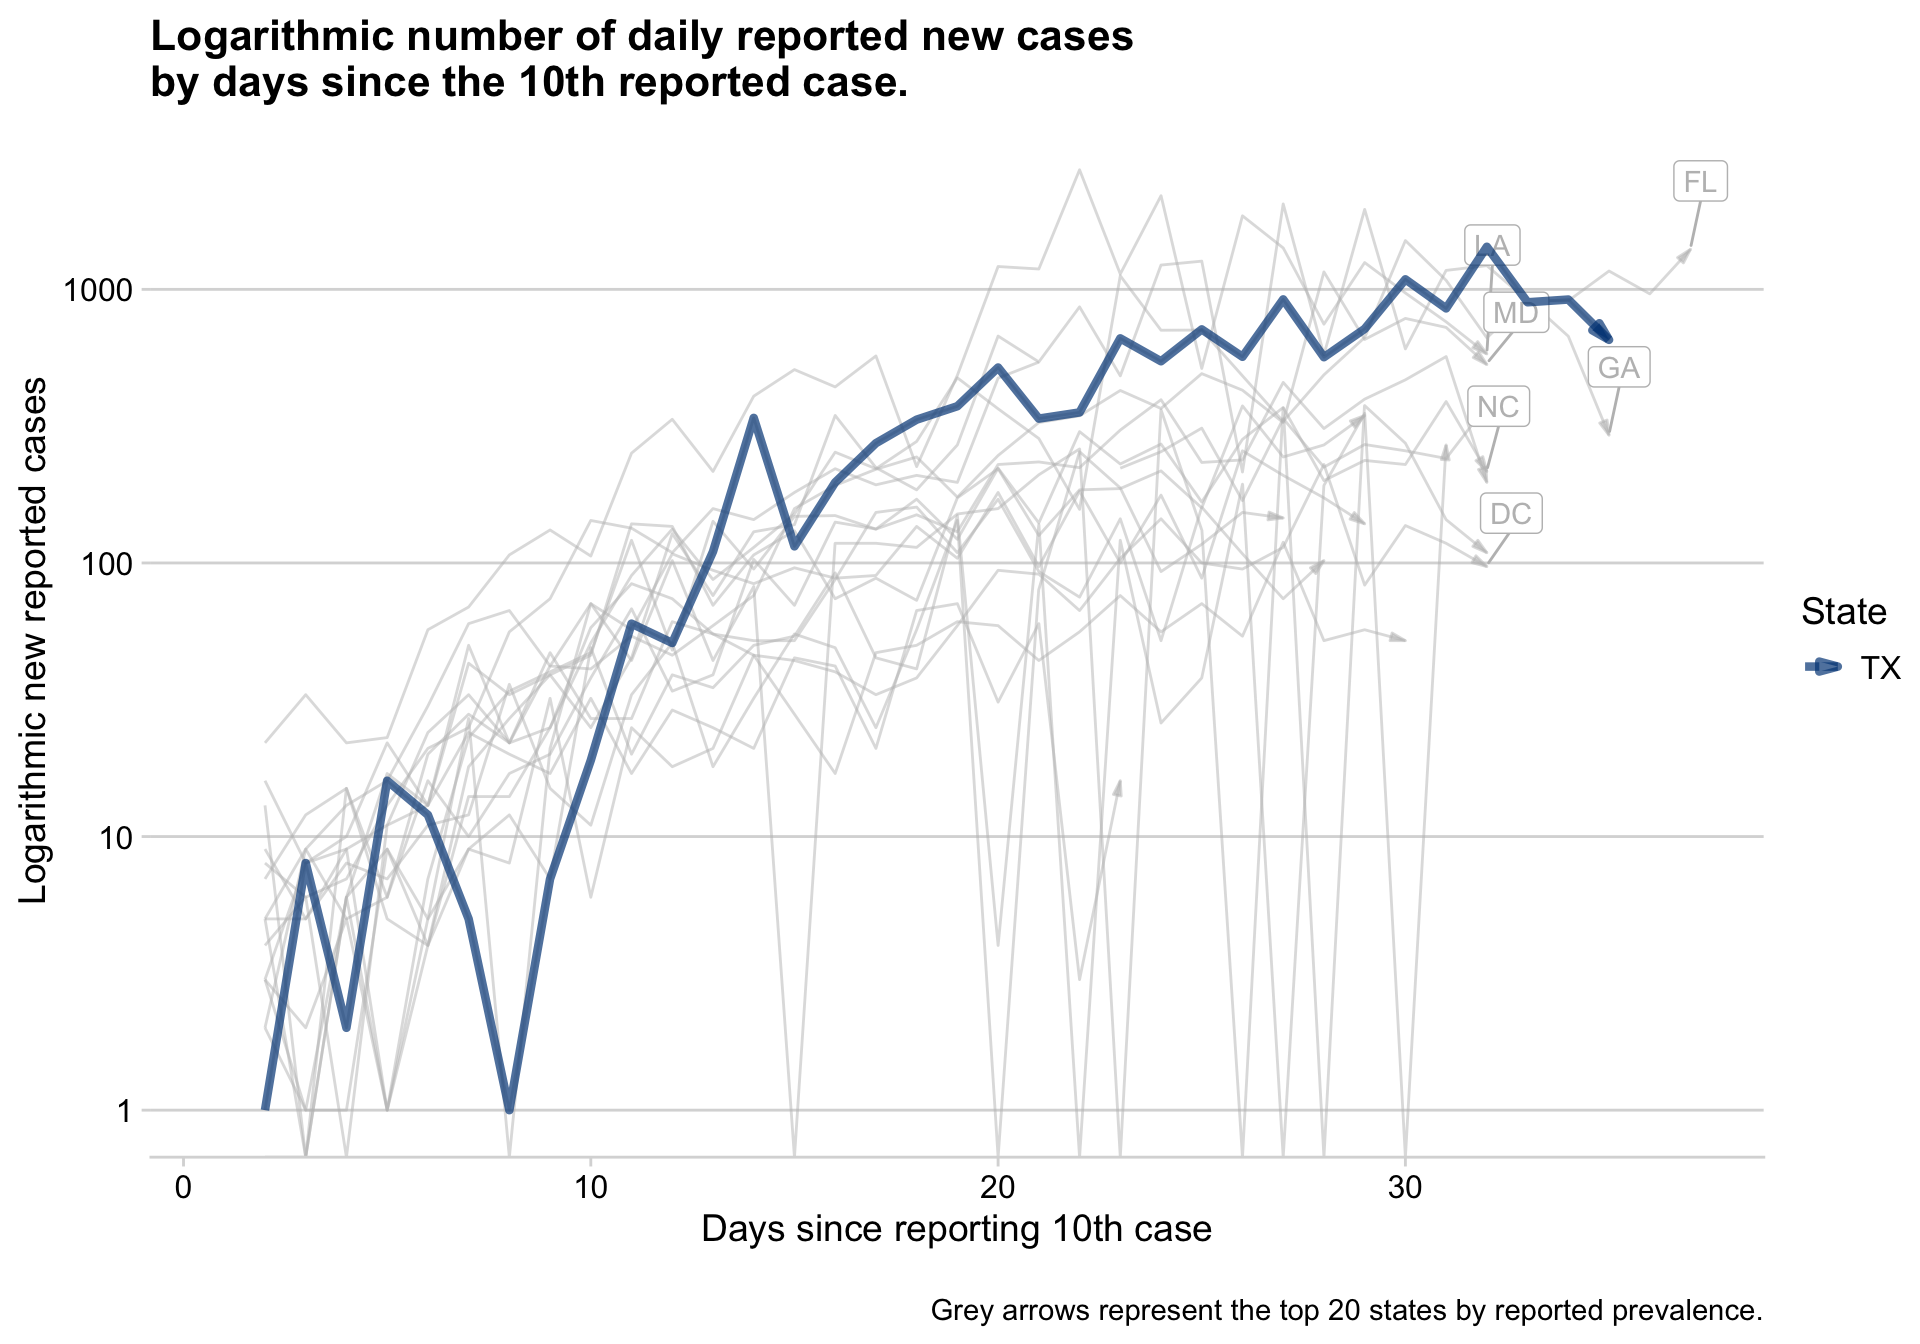 Logarithmic number of daily reported new cases
by days since the 10th reported case.
FL
LA
1000
MD
GA
NC
DC
100
State
TX
Logarithmic new reported cases
10
1
0
10
20
30
Days since reporting 10th case
Grey arrows represent the top 20 states by reported prevalence.